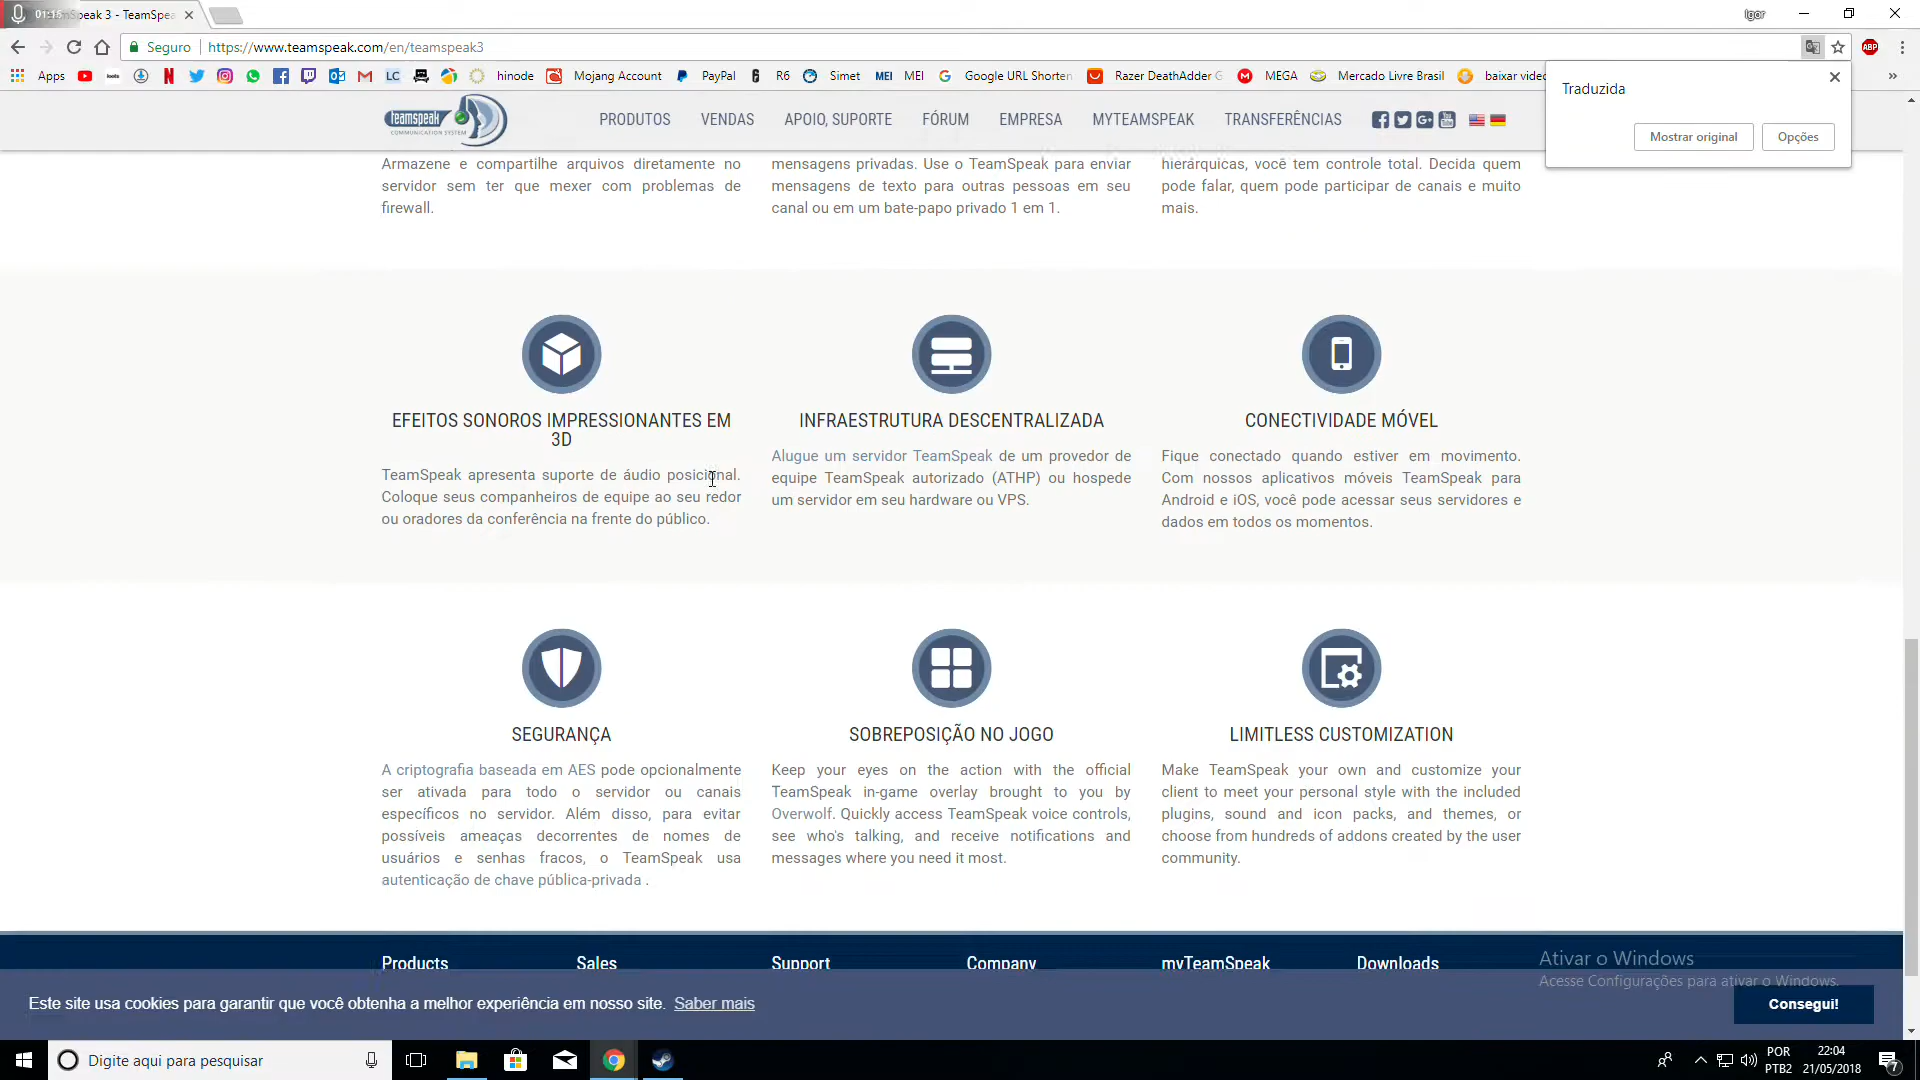 01:15 Speak 3 - TeamSpea
Igor
Seguro https://www.teamspeak.com/en/teamspeak3
Apps LC hinode Mojang Account PayPal R6 Simet MEI MEI Google URL Shorten Razer DeathAdder G MEGA Mercado Livre Brasil baixar video
ABP
Traduzida
Mostrar original Opções
teamspeak
COMMUNICATION SYSTEM
PRODUTOS VENDAS APOIO, SUPORTE FÓRUM EMPRESA MYTEAMSPEAK TRANSFERÊNCIAS
Armazene e compartilhe arquivos diretamente no
servidor sem ter que mexer com problemas de
firewall.
mensagens privadas. Use o TeamSpeak para enviar
mensagens de texto para outras pessoas em seu
canal ou em um bate-papo privado 1 em 1.
hierárquicas, você tem controle total. Decida quem
pode falar, quem pode participar de canais e muito
mais.
EFEITOS SONOROS IMPRESSIONANTES EM
3D
TeamSpeak apresenta suporte de áudio posicional.
Coloque seus companheiros de equipe ao seu redor
ou oradores da conferência na frente do público.
INFRAESTRUTURA DESCENTRALIZADA
Alugue um servidor TeamSpeak de um provedor de
equipe TeamSpeak autorizado (ATHP) ou hospede
um servidor em seu hardware ou VPS.
CONECTIVIDADE MÓVEL
Fique conectado quando estiver em movimento.
Com nossos aplicativos móveis TeamSpeak para
Android e iOS, você pode acessar seus servidores e
dados em todos os momentos.
SEGURANÇA
A criptografia baseada em AES pode opcionalmente
ser ativada para todo o servidor ou canais
específicos no servidor. Além disso, para evitar
possíveis ameaças decorrentes de nomes de
usuários e senhas fracos, o TeamSpeak usa
autenticação de chave pública-privada .
SOBREPOSIÇÃO NO JOGO
Keep your eyes on the action with the official
TeamSpeak in-game overlay brought to you by
Overwolf. Quickly access TeamSpeak voice controls,
see who's talking, and receive notifications and
messages where you need it most.
LIMITLESS CUSTOMIZATION
Make TeamSpeak your own and customize your
client to meet your personal style with the included
plugins, sound and icon packs, and themes, or
choose from hundreds of addons created by the user
community.
Products Sales Support Company myTeamSpeak Downloads
Ativar o Windows
Acesse Configurações para ativar o Windows.
Este site usa cookies para garantir que você obtenha a melhor experiência em nosso site. Saber mais
Consegui!
Digite aqui para pesquisar
POR
PTB2
22:04
21/05/2018
7